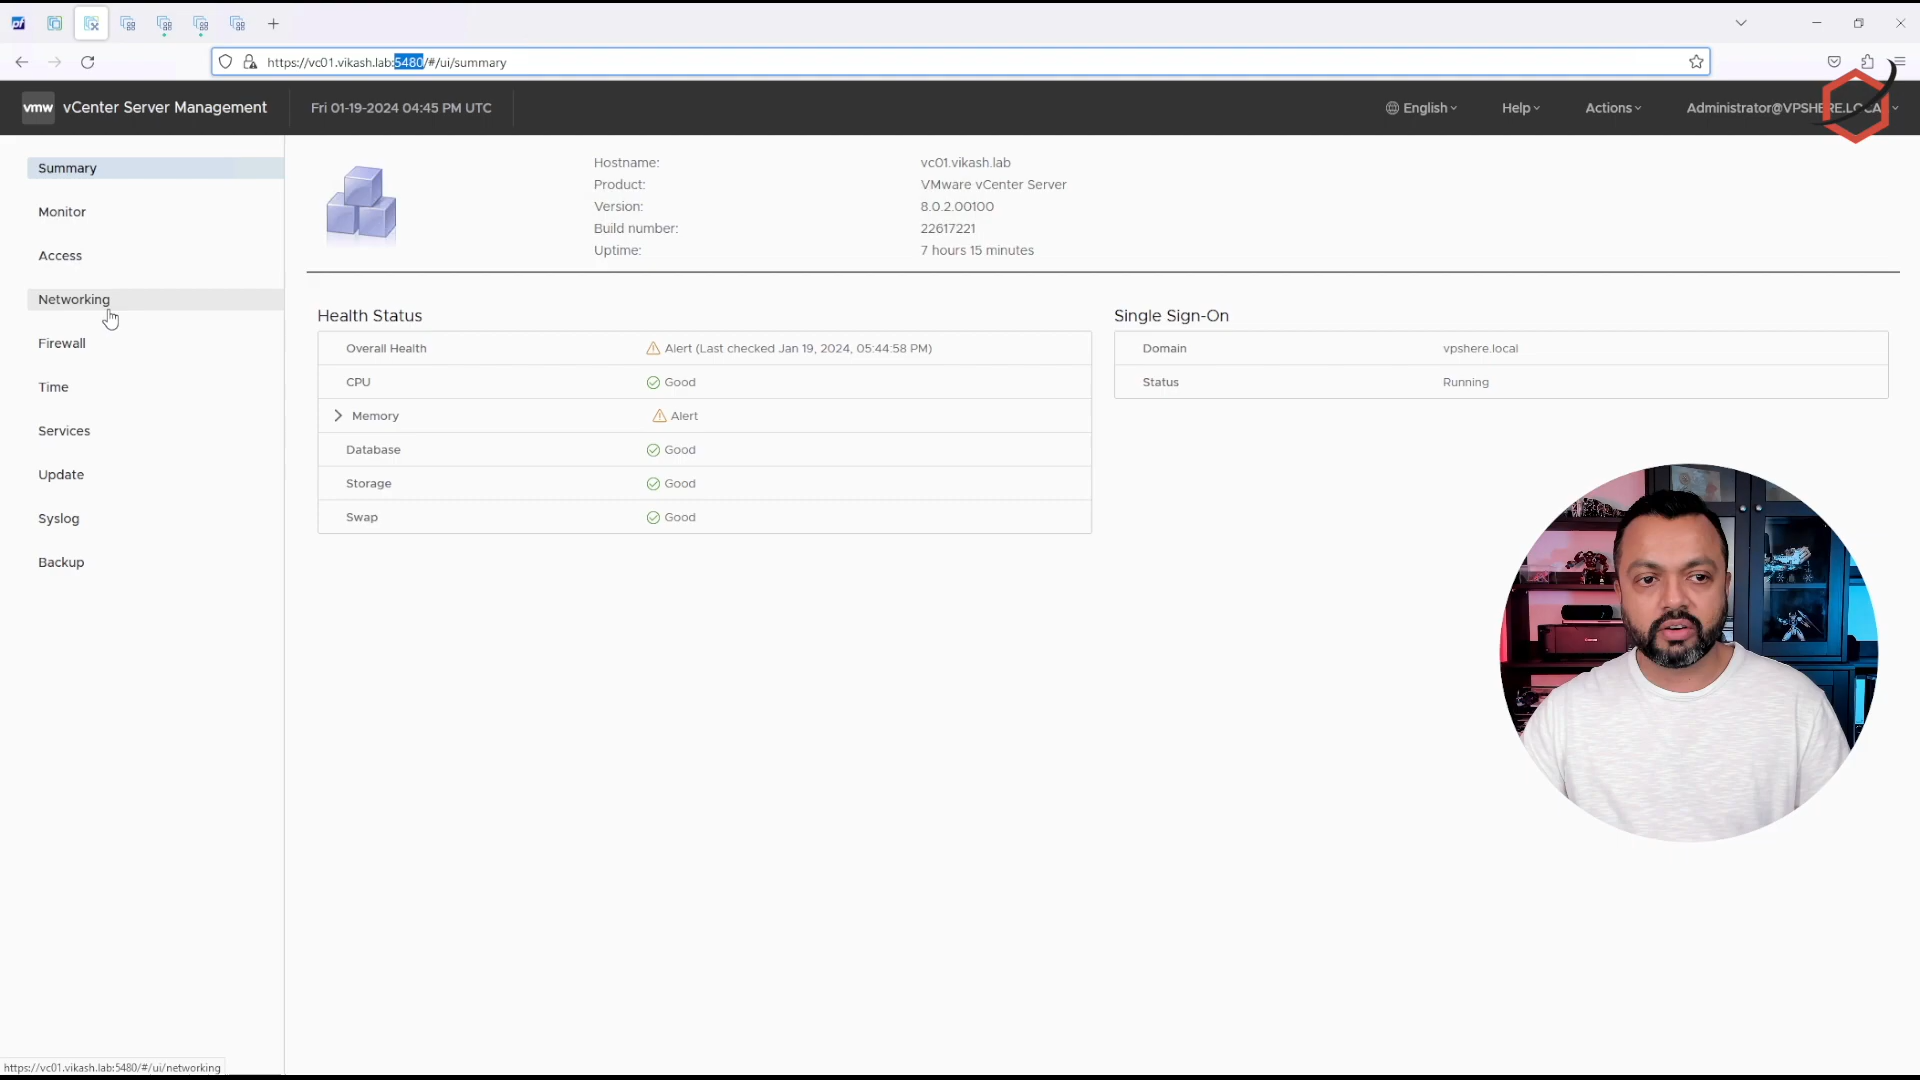 https://vc01.vikash.lab:5480/#/ui/summary
vmw vCenter Server Management
Fri 01-19-2024 04:45 PM UTC
English
Help
Actions
Summary
Monitor
Access
Networking
Firewall
Time
Services
Update
Syslog
Backup
Hostname: vc01.vikash.lab
Product: VMware vCenter Server
Version: 8.0.2.00100
Build number: 22617221
Uptime: 7 hours 15 minutes
Health Status
Overall Health Alert (Last checked Jan 19, 2024, 05:44:58 PM)
CPU Good
Memory Alert
Database Good
Storage Good
Swap Good
Single Sign-On
Domain vpshere.local
Status Running
https://vc01.vikash.lab:5480/#/ui/networking